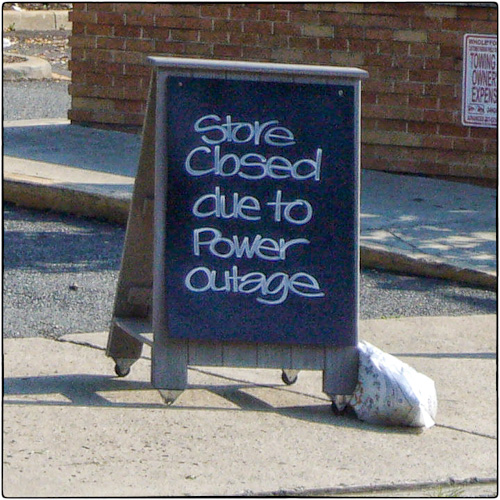 Store
Closed
due to
Power
outage
TOWING
OWNER
EXPENS